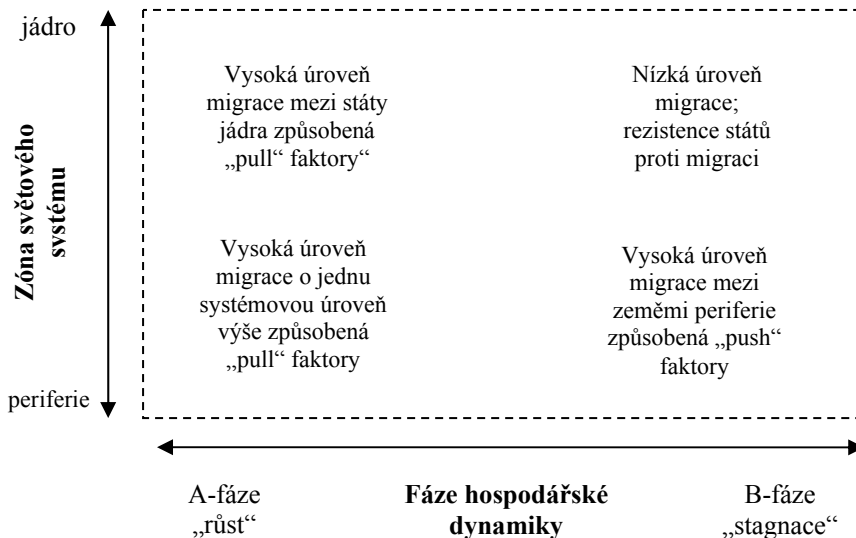 jádro
Zóna světového
systému
periferie
Vysoká úroveň
migrace mezi státy
jádra způsobená
„pull“ faktory“
Nízká úroveň
migrace;
rezistence států
proti migraci
Vysoká úroveň
migrace o jednu
systémovou úroveň
výše způsobená
„pull“ faktory
Vysoká úroveň
migrace mezi
zeměmi periferie
způsobená „push“
faktory
A-fáze
„růst“
Fáze hospodářské
dynamiky
B-fáze
„stagnace“